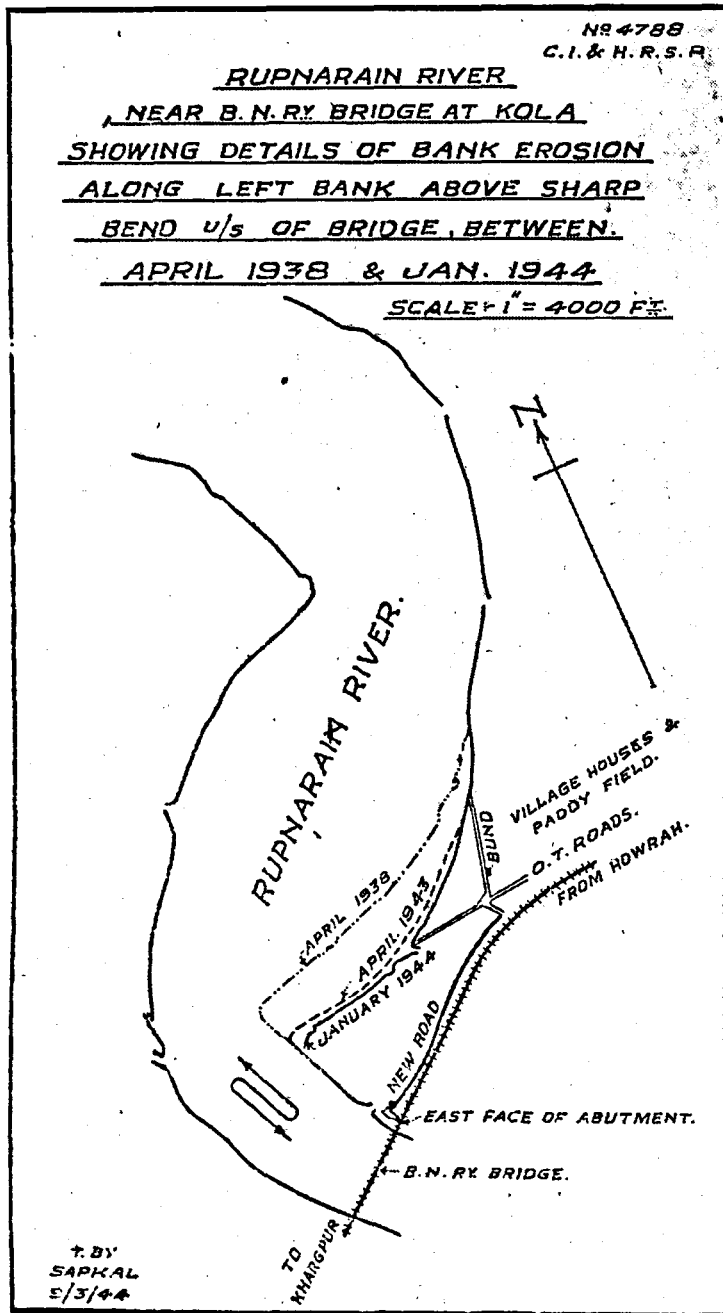 Nº 4788
C.I. & H.R.S.R
RUPNARAIN RIVER
NEAR B.N.RY BRIDGE AT KOLA
SHOWING DETAILS OF BANK EROSION
ALONG LEFT BANK ABOVE SHARP
BEND U/S OF BRIDGE, BETWEEN.
APRIL 1938 & JAN. 1944
SCALE:- 1" = 4000 FT.
N
RUPNARAIN RIVER.
VILLAGE HOUSES &
PADDY FIELD.
BUND
O.T. ROADS.
FROM HOWRAH.
APRIL 1938
APRIL 1943
JANUARY 1944
NEW ROAD
EAST FACE OF ABUTMENT.
B.N.RY. BRIDGE.
TO
KHARGPUR
T. BY
SAPKAL
/3/44